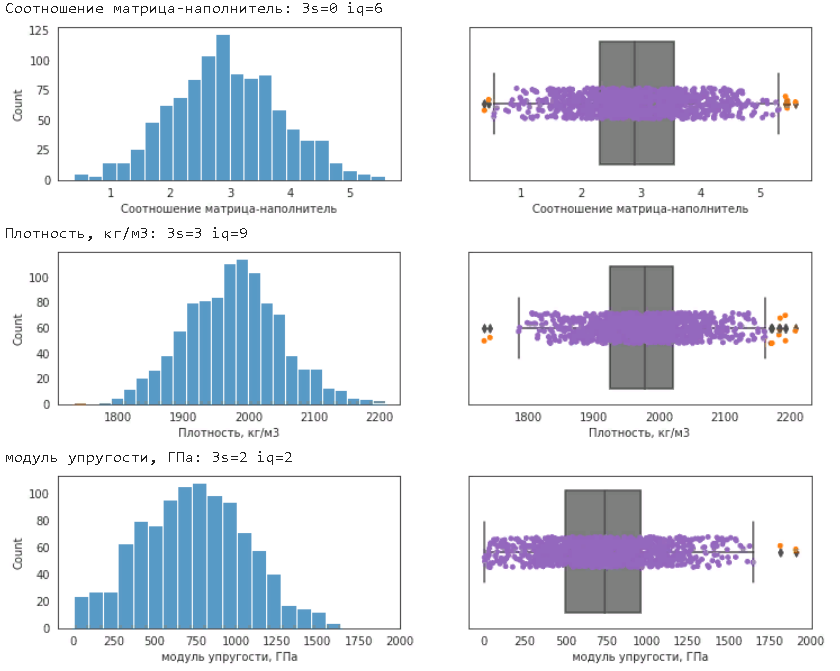 Соотношение матрица-наполнитель: 3s=0 iq=6
125
100
75
50
25
0
Count
1 2 3 4 5
Соотношение матрица-наполнитель
1 2 3 4 5
Соотношение матрица-наполнитель
Плотность, кг/м3: 3s=3 iq=9
100
80
60
40
20
0
Count
1800 1900 2000 2100 2200
Плотность, кг/м3
1800 1900 2000 2100 2200
Плотность, кг/м3
модуль упругости, ГПа: 3s=2 iq=2
100
80
60
40
20
0
Count
0 250 500 750 1000 1250 1500 1750 2000
модуль упругости, ГПа
0 250 500 750 1000 1250 1500 1750 2000
модуль упругости, ГПа